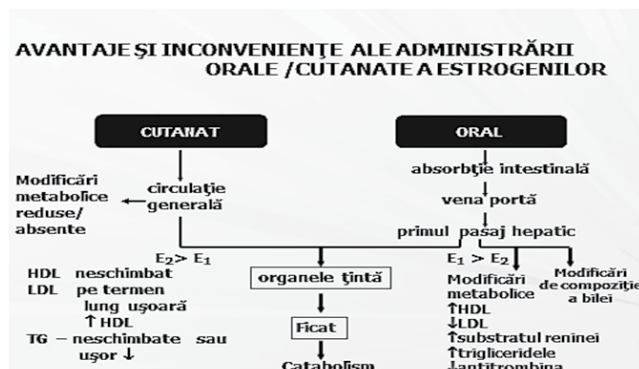 AVANTAJE ŞI INCONVENIENŢE ALE ADMINISTRĂRII
ORALE /CUTANATE A ESTROGENILOR
CUTANAT
ORAL
Modificări
metabolice
reduse/
absente
circulaţie
generală
absorbţie intestinală
vena portă
primul pasaj hepatic
E₂> E₁
HDL neschimbat
LDL pe termen
lung uşoară
↑ HDL
TG – neschimbate sau
uşor ↓
organele ţintă
Ficat
Catabolism
E₁ > E₂
Modificări
metabolice
↑HDL
↓LDL
↑substratul reninei
↑trigliceridele
↓antitrombina
Modificări
de compoziţie
a bilei